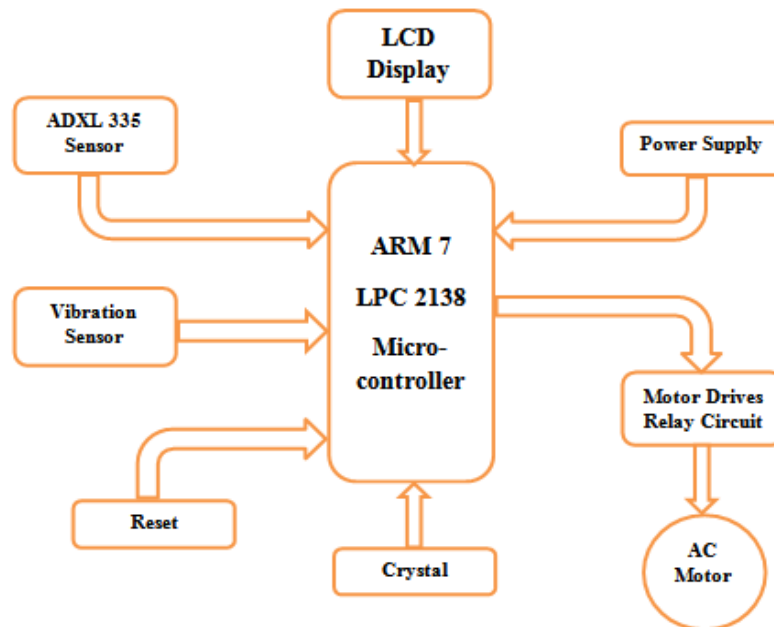 LCD
Display
ADXL 335
Sensor
Power Supply
ARM 7
LPC 2138
Micro-
controller
Vibration
Sensor
Motor Drives
Relay Circuit
Reset
Crystal
AC
Motor